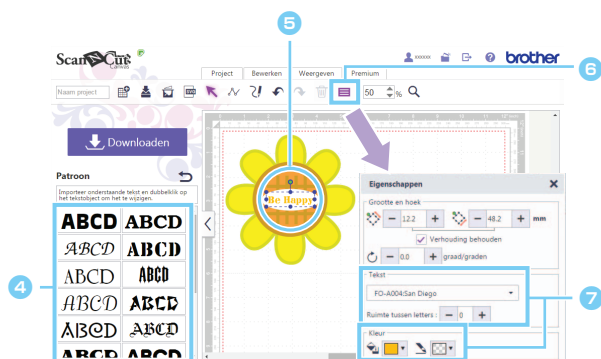 5
ScanNCut Canvas
xxxxxx
brother
6
Project Bewerken Weergeven Premium
Naam project
50 %
Downloaden
Patroon
Importeer onderstaande tekst en dubbelklik op
het tekstobject om het te wijzigen.
ABCD ABCD
ABCD ABCD
ABCD ABCD
ABCD ABCD
ABCD ABCD
ABCD ABCD
4
Be Happy
Eigenschappen
Grootte en hoek
12.2 48.2 mm
Verhouding behouden
0.0 graad/graden
Tekst
FO-A004:San Diego
Ruimte tussen letters : 0
7
Kleur